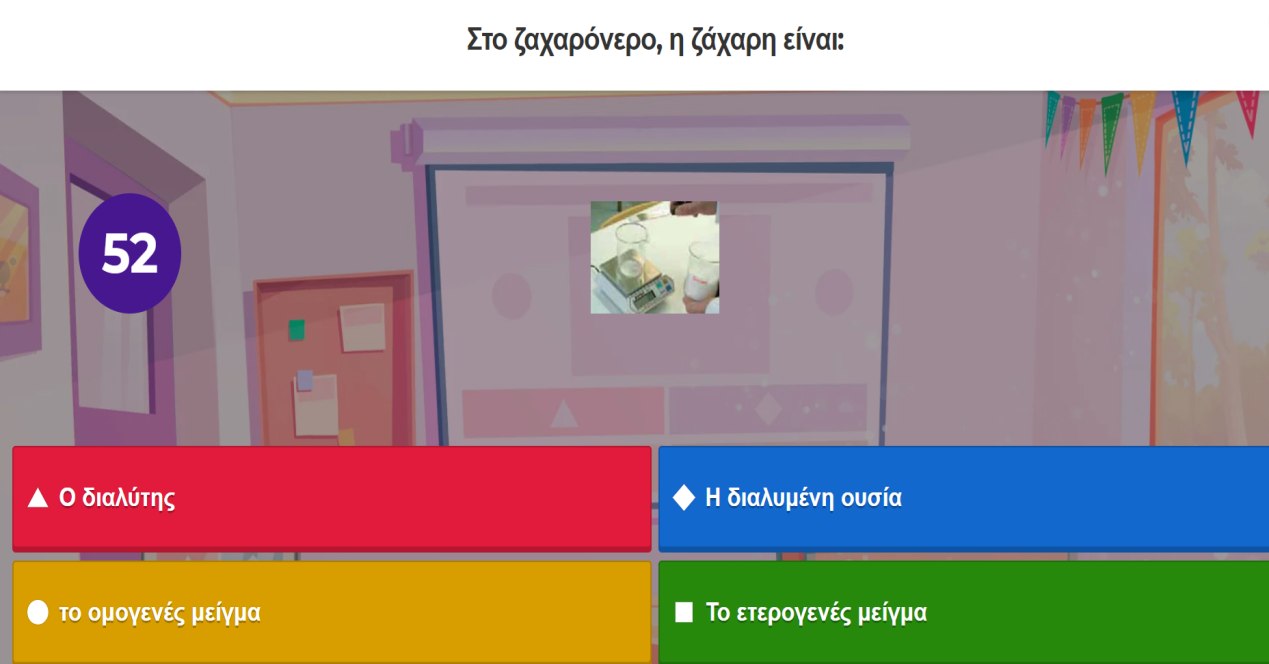 Στο ζαχαρόνερο, η ζάχαρη είναι:
52
Ο διαλύτης
Η διαλυμένη ουσία
το ομογενές μείγμα
Το ετερογενές μείγμα